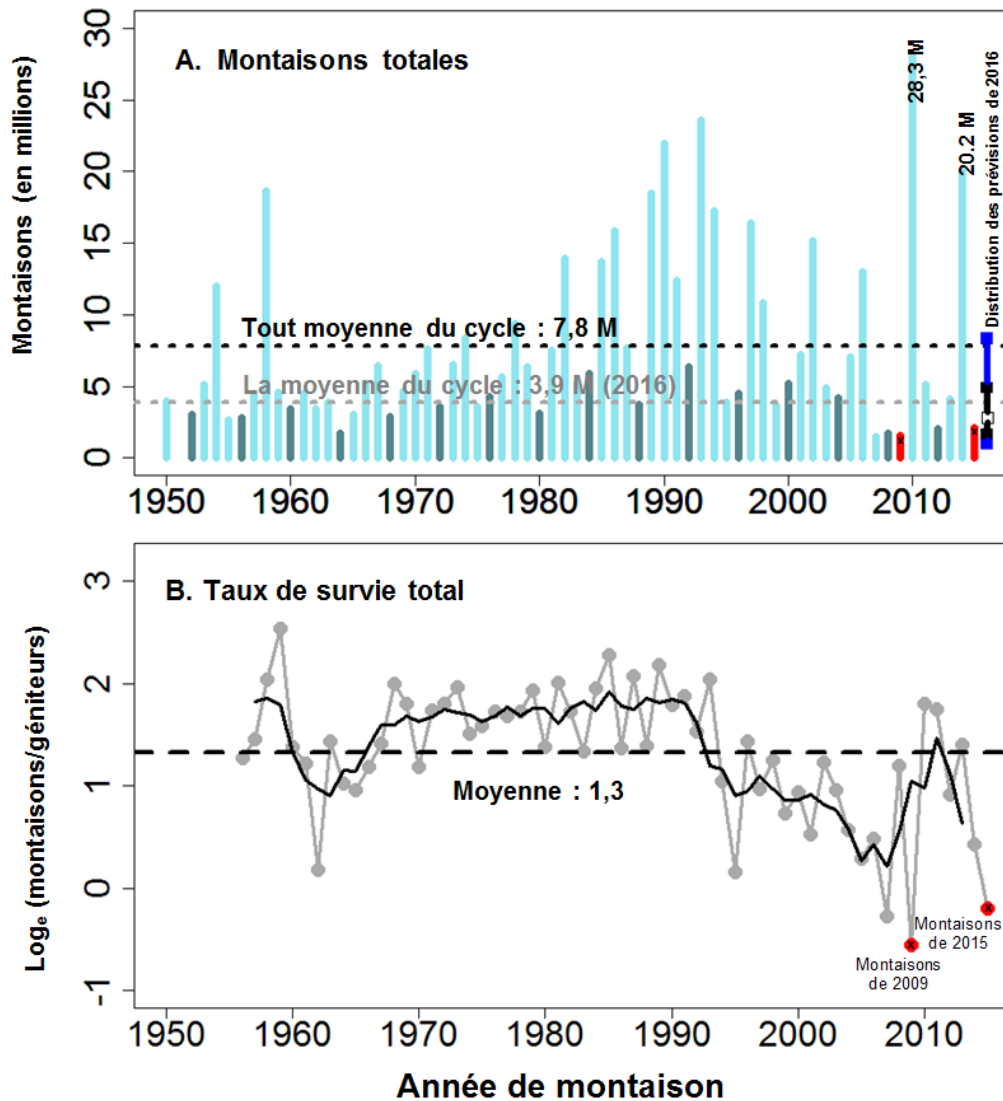 A. Montaisons totales
Montaisons (en millions)
30
25
20
15
10
5
0
28,3 M
20.2 M
Distribution des prévisions de 2016
Tout moyenne du cycle : 7,8 M
La moyenne du cycle : 3,9 M (2016)
1950 1960 1970 1980 1990 2000 2010
B. Taux de survie total
Logₑ (montaisons/géniteurs)
3
2
1
0
-1
Moyenne : 1,3
Montaisons
de 2015
Montaisons
de 2009
1950 1960 1970 1980 1990 2000 2010
Année de montaison